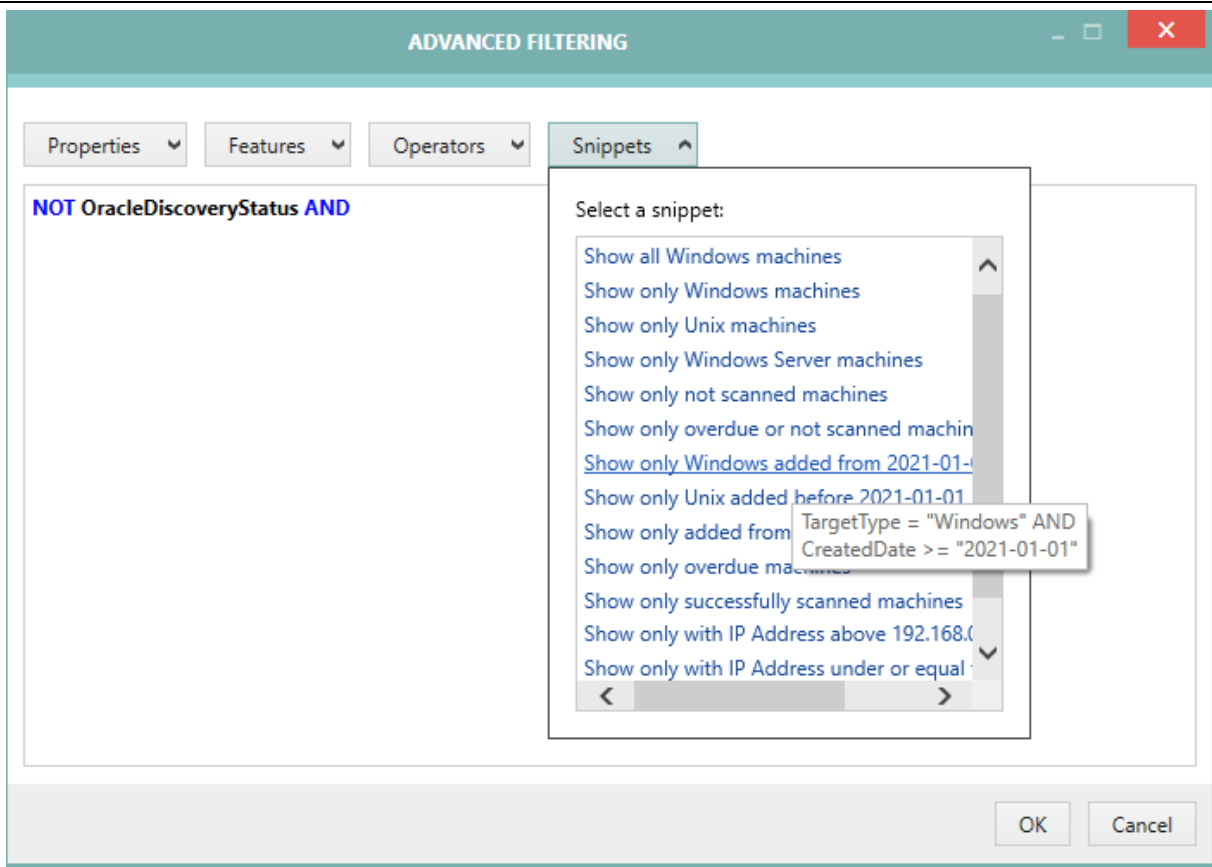 ADVANCED FILTERING
Properties Features Operators Snippets
NOT OracleDiscoveryStatus AND
Select a snippet:
Show all Windows machines
Show only Windows machines
Show only Unix machines
Show only Windows Server machines
Show only not scanned machines
Show only overdue or not scanned machin
Show only Windows added from 2021-01-
Show only Unix added before 2021-01-01
Show only added from
TargetType = "Windows" AND
CreatedDate >= "2021-01-01"
Show only overdue machines
Show only successfully scanned machines
Show only with IP Address above 192.168.
Show only with IP Address under or equal
OK Cancel